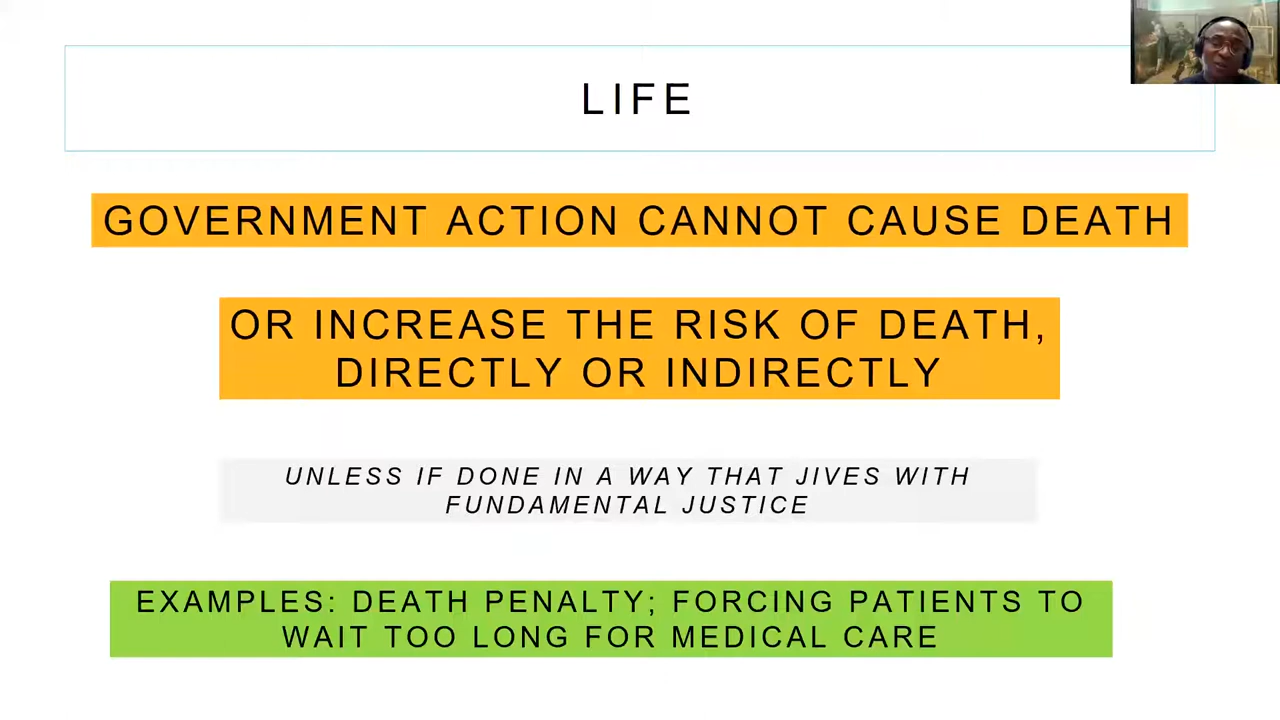 LIFE
GOVERNMENT ACTION CANNOT CAUSE DEATH
OR INCREASE THE RISK OF DEATH,
DIRECTLY OR INDIRECTLY
UNLESS IF DONE IN A WAY THAT JIVES WITH
FUNDAMENTAL JUSTICE
EXAMPLES: DEATH PENALTY; FORCING PATIENTS TO
WAIT TOO LONG FOR MEDICAL CARE